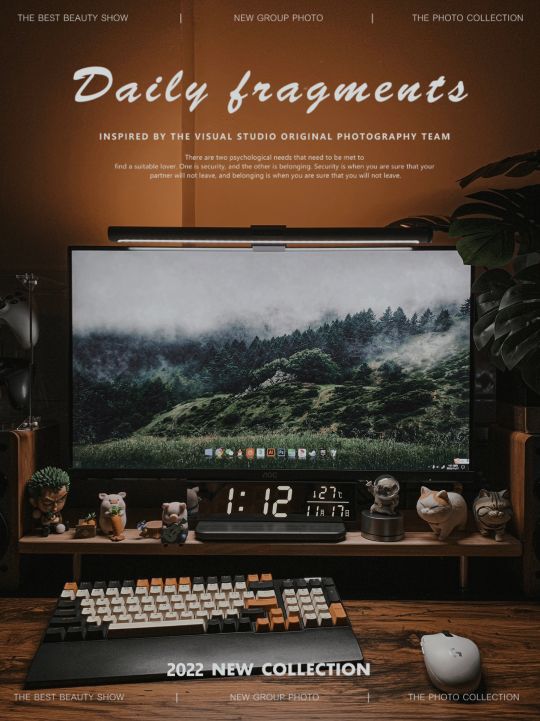 THE BEST BEAUTY SHOW | NEW GROUP PHOTO | THE PHOTO COLLECTION
Daily fragments
INSPIRED BY THE VISUAL STUDIO ORIGINAL PHOTOGRAPHY TEAM
There are two psychological needs that need to be met to
find a suitable lover. One is security, and the other is belonging. Security is when you are sure that your
partner will not leave, and belonging is when you are sure that you will not leave.
AOC
1:12
27℃
11月17日
2022 NEW COLLECTION
THE BEST BEAUTY SHOW | NEW GROUP PHOTO | THE PHOTO COLLECTION